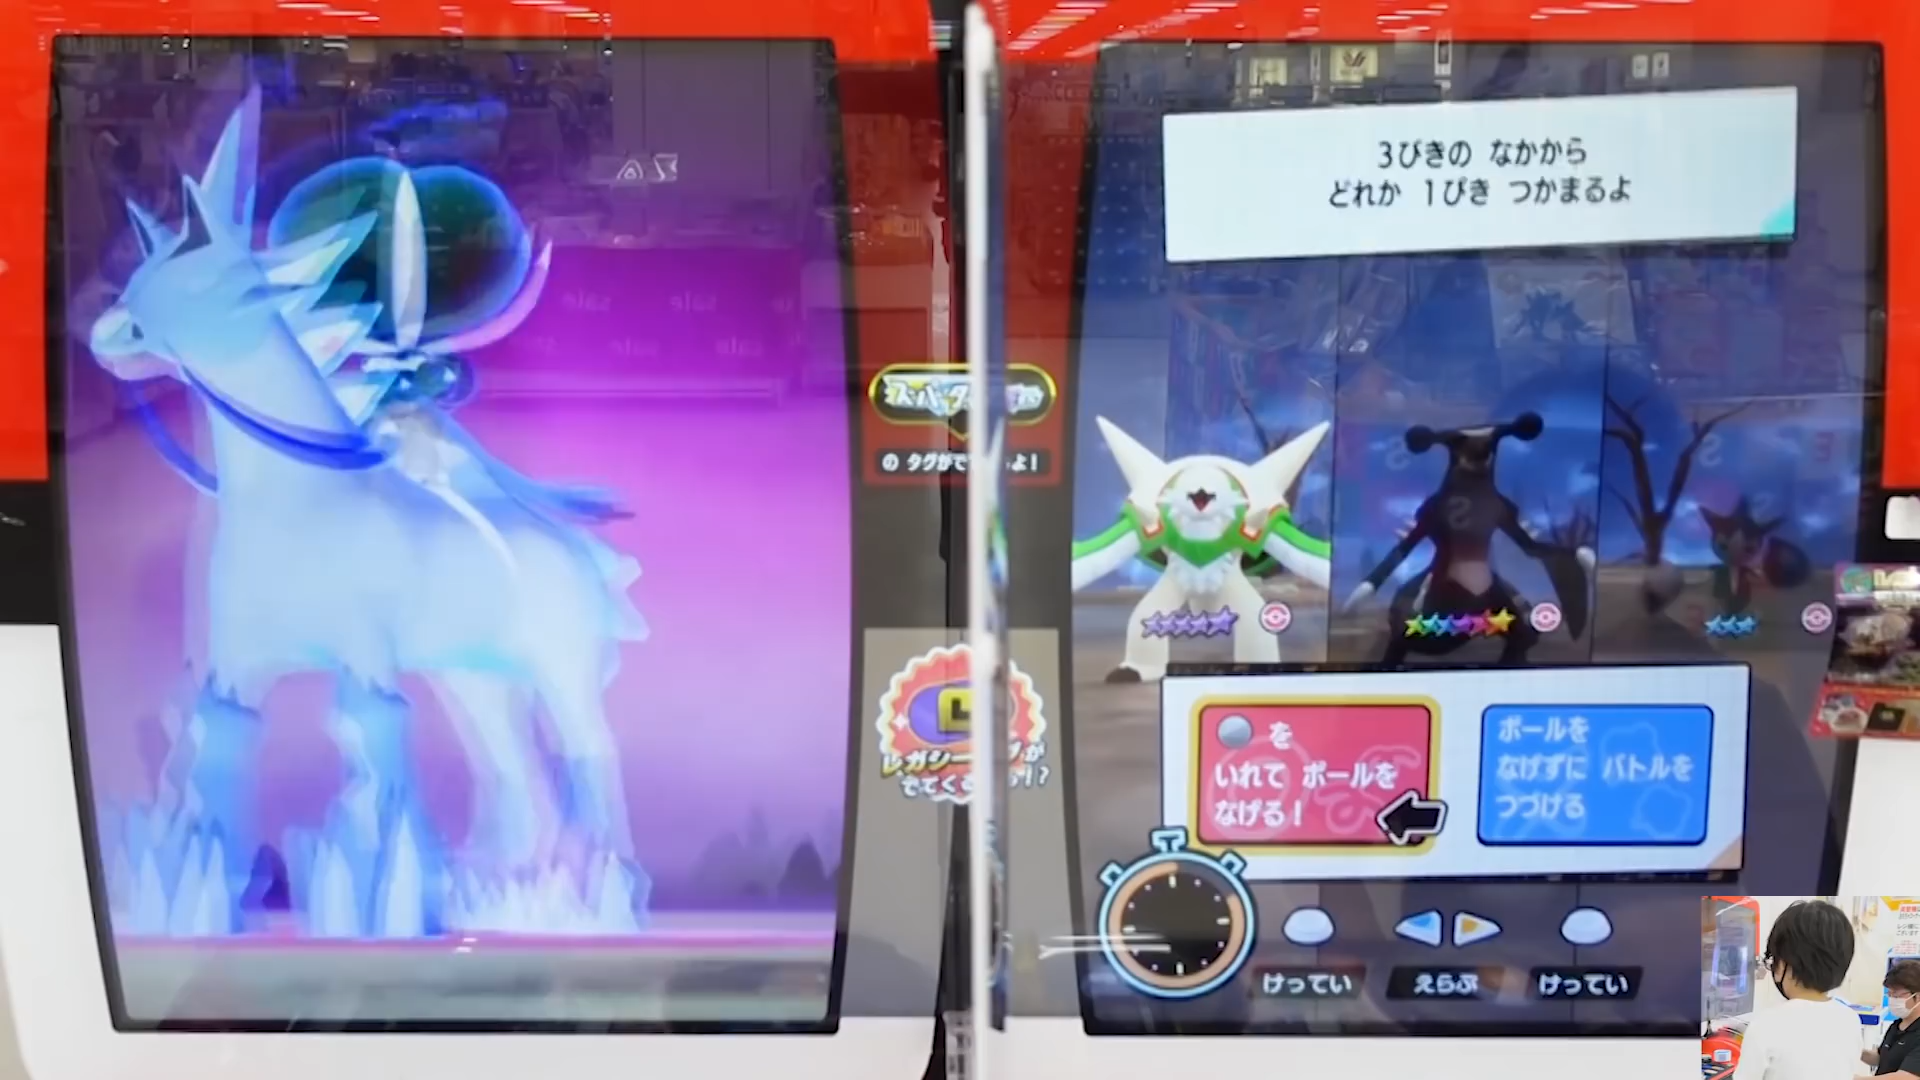 3びきの なかから
どれか 1ぴき つかまるよ
を
いれて ボールを
なげる!
ボールを
なげずに バトルを
つづける
けってい
えらぶ
けってい